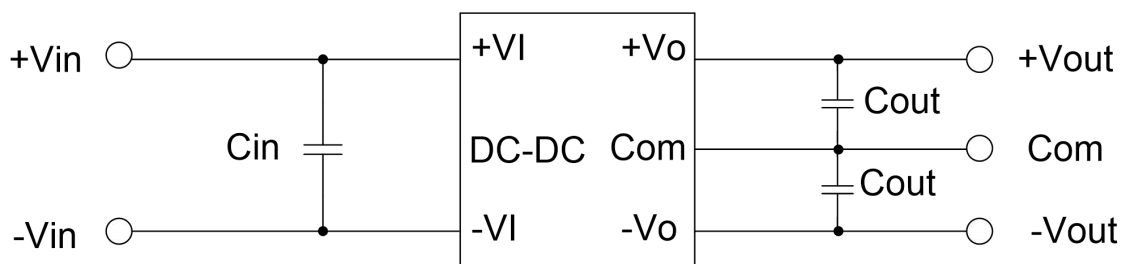 +Vin
+VI
+Vo
+Vout
Cout
Cin
DC-DC
Com
Com
Cout
-Vin
-VI
-Vo
-Vout